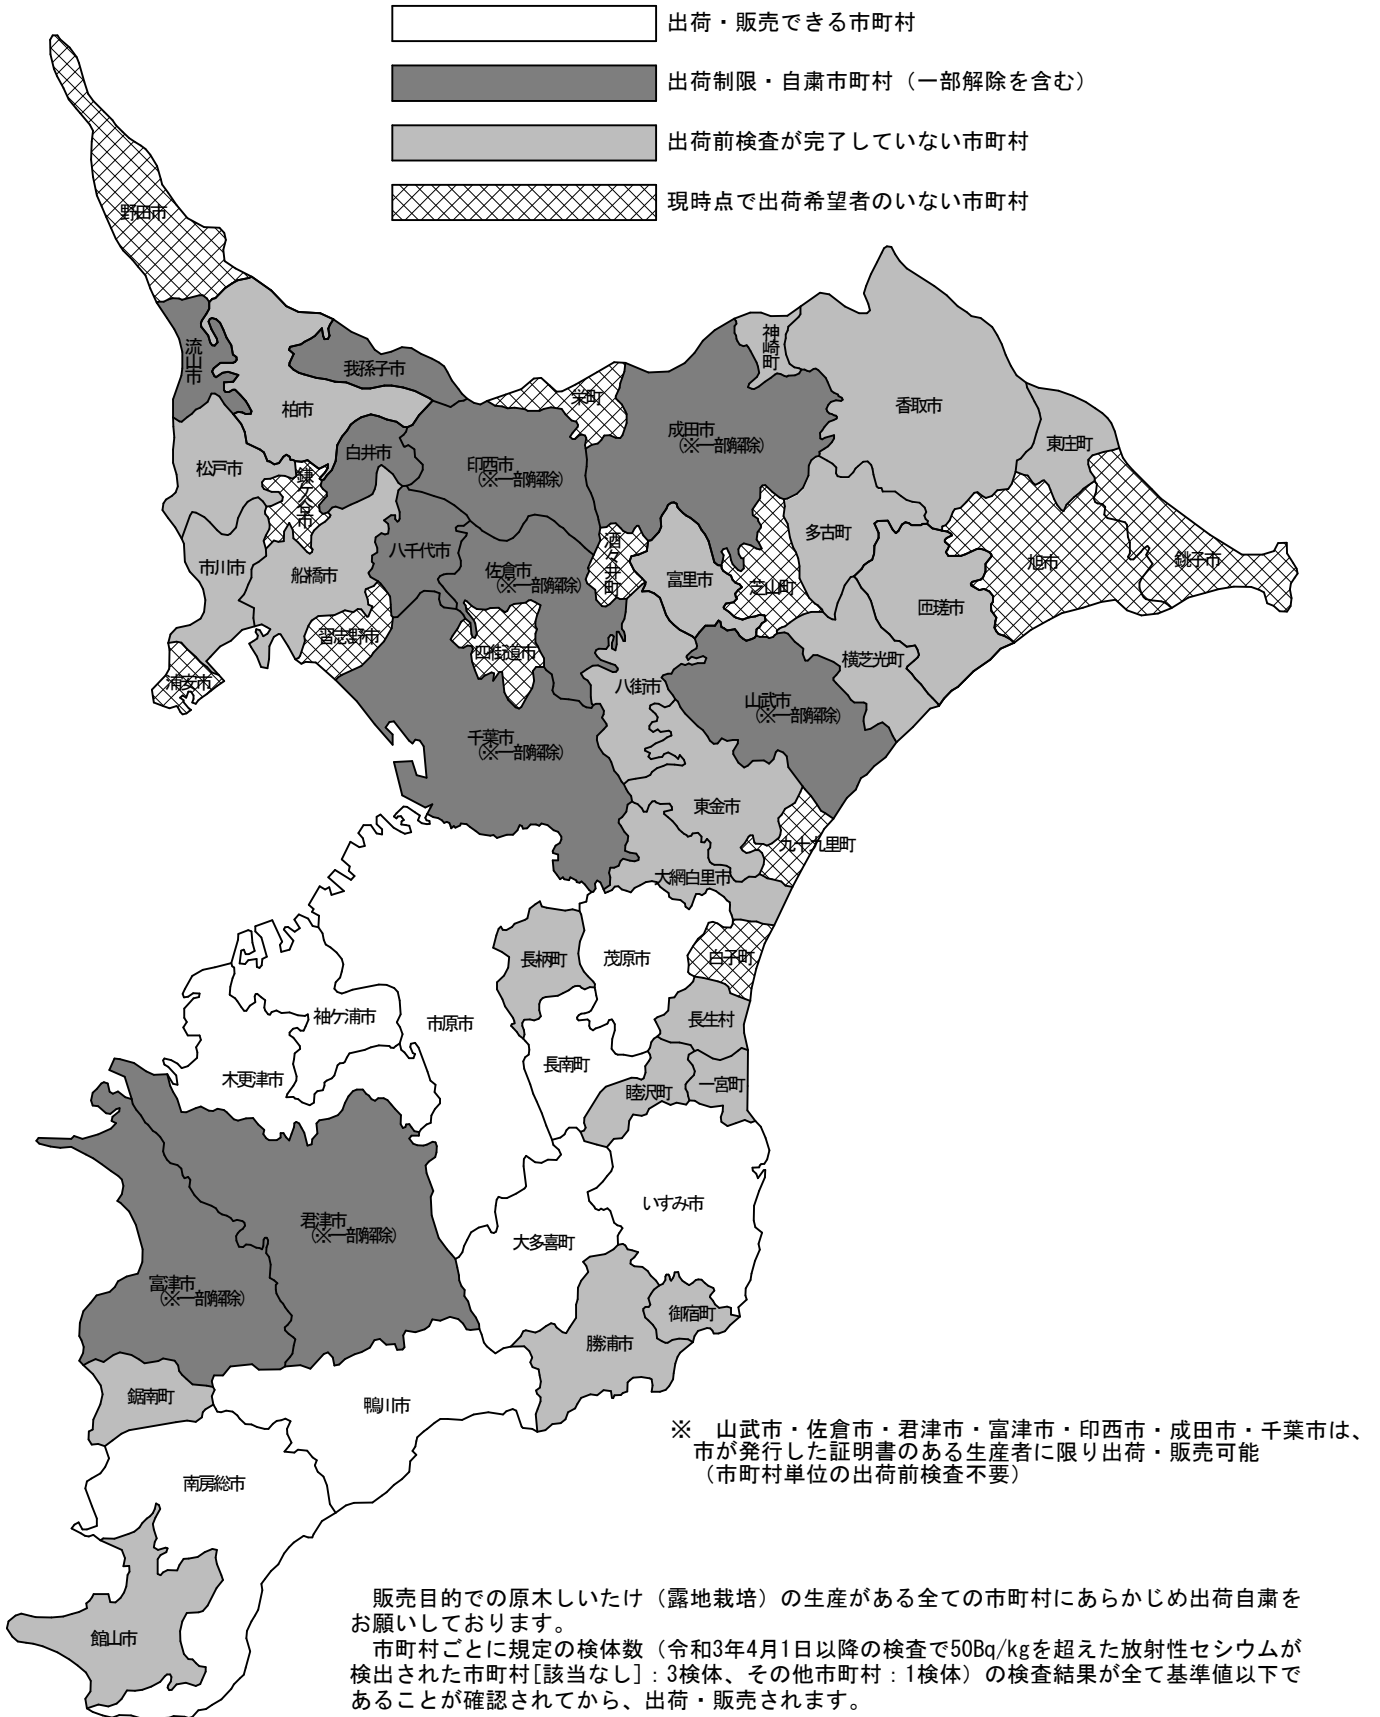 出荷・販売できる市町村
出荷制限・自粛市町村（一部解除を含む）
出荷前検査が完了していない市町村
現時点で出荷希望者のいない市町村
野田市
流山市
我孫子市
柏市
松戸市
鎌ケ谷市
白井市
印西市
（※一部解除）
栄町
成田市
（※一部解除）
神崎町
香取市
東庄町
市川市
船橋市
八千代市
佐倉市
（※一部解除）
酒々井町
富里市
芝山町
多古町
匝瑳市
旭市
銚子市
習志野市
四街道市
浦安市
八街市
横芝光町
山武市
（※一部解除）
千葉市
（※一部解除）
東金市
九十九里町
大網白里市
長柄町
茂原市
白子町
袖ケ浦市
市原市
長生村
木更津市
長南町
睦沢町
一宮町
いすみ市
君津市
（※一部解除）
大多喜町
富津市
（※一部解除）
御宿町
勝浦市
鋸南町
鴨川市
南房総市
館山市
※　山武市・佐倉市・君津市・富津市・印西市・成田市・千葉市は、
市が発行した証明書のある生産者に限り出荷・販売可能
（市町村単位の出荷前検査不要）
販売目的での原木しいたけ（露地栽培）の生産がある全ての市町村にあらかじめ出荷自粛を
お願いしております。
市町村ごとに規定の検体数（令和3年4月1日以降の検査で50Bq/kgを超えた放射性セシウムが
検出された市町村[該当なし]：3検体、その他市町村：1検体）の検査結果が全て基準値以下で
あることが確認されてから、出荷・販売されます。